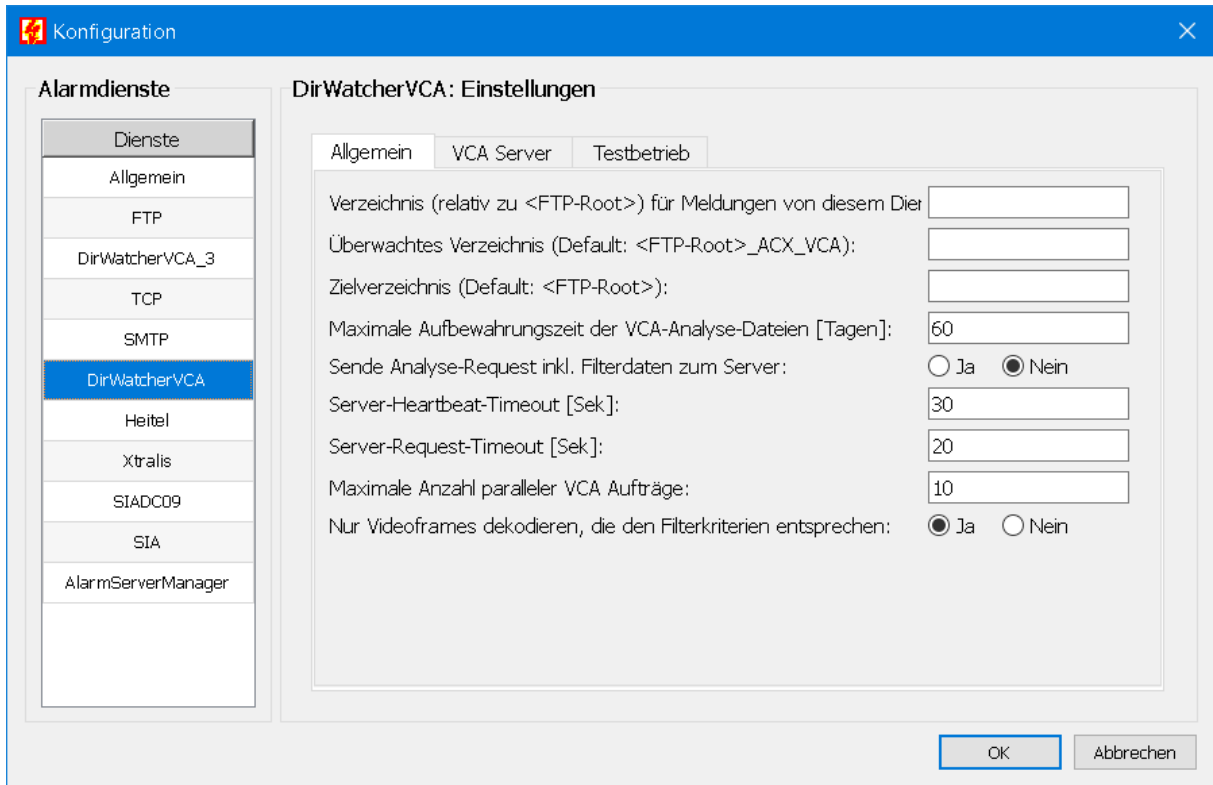 Konfiguration
Alarmdienste
Dienste
Allgemein
FTP
DirWatcherVCA_3
TCP
SMTP
DirWatcherVCA
Heitel
Xtralis
SIADC09
SIA
AlarmServerManager
DirWatcherVCA: Einstellungen
Allgemein VCA Server Testbetrieb
Verzeichnis (relativ zu <FTP-Root>) für Meldungen von diesem Dier
Überwachtes Verzeichnis (Default: <FTP-Root>_ACX_VCA):
Zielverzeichnis (Default: <FTP-Root>):
Maximale Aufbewahrungszeit der VCA-Analyse-Dateien [Tagen]: 60
Sende Analyse-Request inkl. Filterdaten zum Server: Ja Nein
Server-Heartbeat-Timeout [Sek]: 30
Server-Request-Timeout [Sek]: 20
Maximale Anzahl paralleler VCA Aufträge: 10
Nur Videoframes dekodieren, die den Filterkriterien entsprechen: Ja Nein
OK Abbrechen